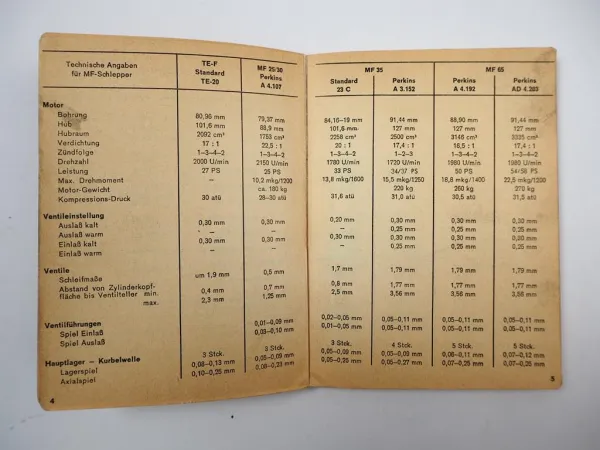 Technische Angaben für MF-Schlepper | TE-F Standard TE-20 | MF 25/30 Perkins A 4.107
Motor
Bohrung 80,96 mm 79,37 mm
Hub 101,6 mm 88,9 mm
Hubraum 2092 cm³ 1753 cm³
Verdichtung 17 : 1 22,5 : 1
Zündfolge 1–3–4–2 1–3–4–2
Drehzahl 2000 U/min 2150 U/min
Leistung 27 PS 25 PS
Max. Drehmoment – 10,2 mkg/1200
Motor-Gewicht ca. 180 kg
Kompressions-Druck 30 atü 28–30 atü
Ventileinstellung
Auslaß kalt 0,30 mm 0,30 mm
Auslaß warm – –
Einlaß kalt 0,30 mm 0,30 mm
Einlaß warm – –
Ventile
Schleifmaße um 1,9 mm 0,5 mm
Abstand von Zylinderkopf-
fläche bis Ventilteller min. 0,4 mm 0,7 mm
max. 2,3 mm 1,25 mm
Ventilführungen
Spiel Einlaß 0,01–0,09 mm
Spiel Auslaß 0,03–0,10 mm
Hauptlager – Kurbelwelle 3 Stck. 3 Stck.
Lagerspiel 0,08–0,13 mm 0,05–0,09 mm
Axialspiel 0,10–0,25 mm 0,08–0,23 mm
4
MF 35 MF 65
Standard 23 C | Perkins A 3.152 | Perkins A 4.192 | Perkins AD 4.203
84,16–19 mm 91,44 mm 88,90 mm 91,44 mm
101,6 mm 127 mm 127 mm 127 mm
2258 cm³ 2500 cm³ 3146 cm³ 3335 cm³
20 : 1 17,4 : 1 16,5 : 1 17,4 : 1
1–3–4–2 1–2–3 1–3–4–2 1–3–4–2
1780 U/min 1720 U/min 1980 U/min 1980 U/min
33 PS 34/37 PS 50 PS 54/58 PS
13,8 mkg/1600 15,5 mkg/1250 18,8 mkg/1400 22,5 mkg/1200
220 kg 260 kg 270 kg
31,6 atü 31,0 atü 30,5 atü 31,5 atü
0,20 mm 0,30 mm 0,30 mm 0,30 mm
– 0,25 mm 0,25 mm 0,25 mm
0,30 mm 0,30 mm 0,30 mm 0,30 mm
– 0,25 mm 0,25 mm 0,25 mm
1,7 mm 1,79 mm 1,79 mm 1,79 mm
0,8 mm 1,77 mm 1,77 mm 1,77 mm
2,5 mm 3,56 mm 3,56 mm 3,56 mm
0,02–0,05 mm 0,05–0,11 mm 0,05–0,11 mm 0,05–0,11 mm
0,01–0,05 mm 0,05–0,11 mm 0,05–0,11 mm 0,05–0,11 mm
3 Stck. 4 Stck. 5 Stck. 5 Stck.
0,05–0,09 mm 0,05–0,11 mm 0,06–0,11 mm 0,07–0,12 mm
0,05–0,25 mm 0,05–0,27 mm 0,07–0,25 mm 0,07–0,25 mm
5